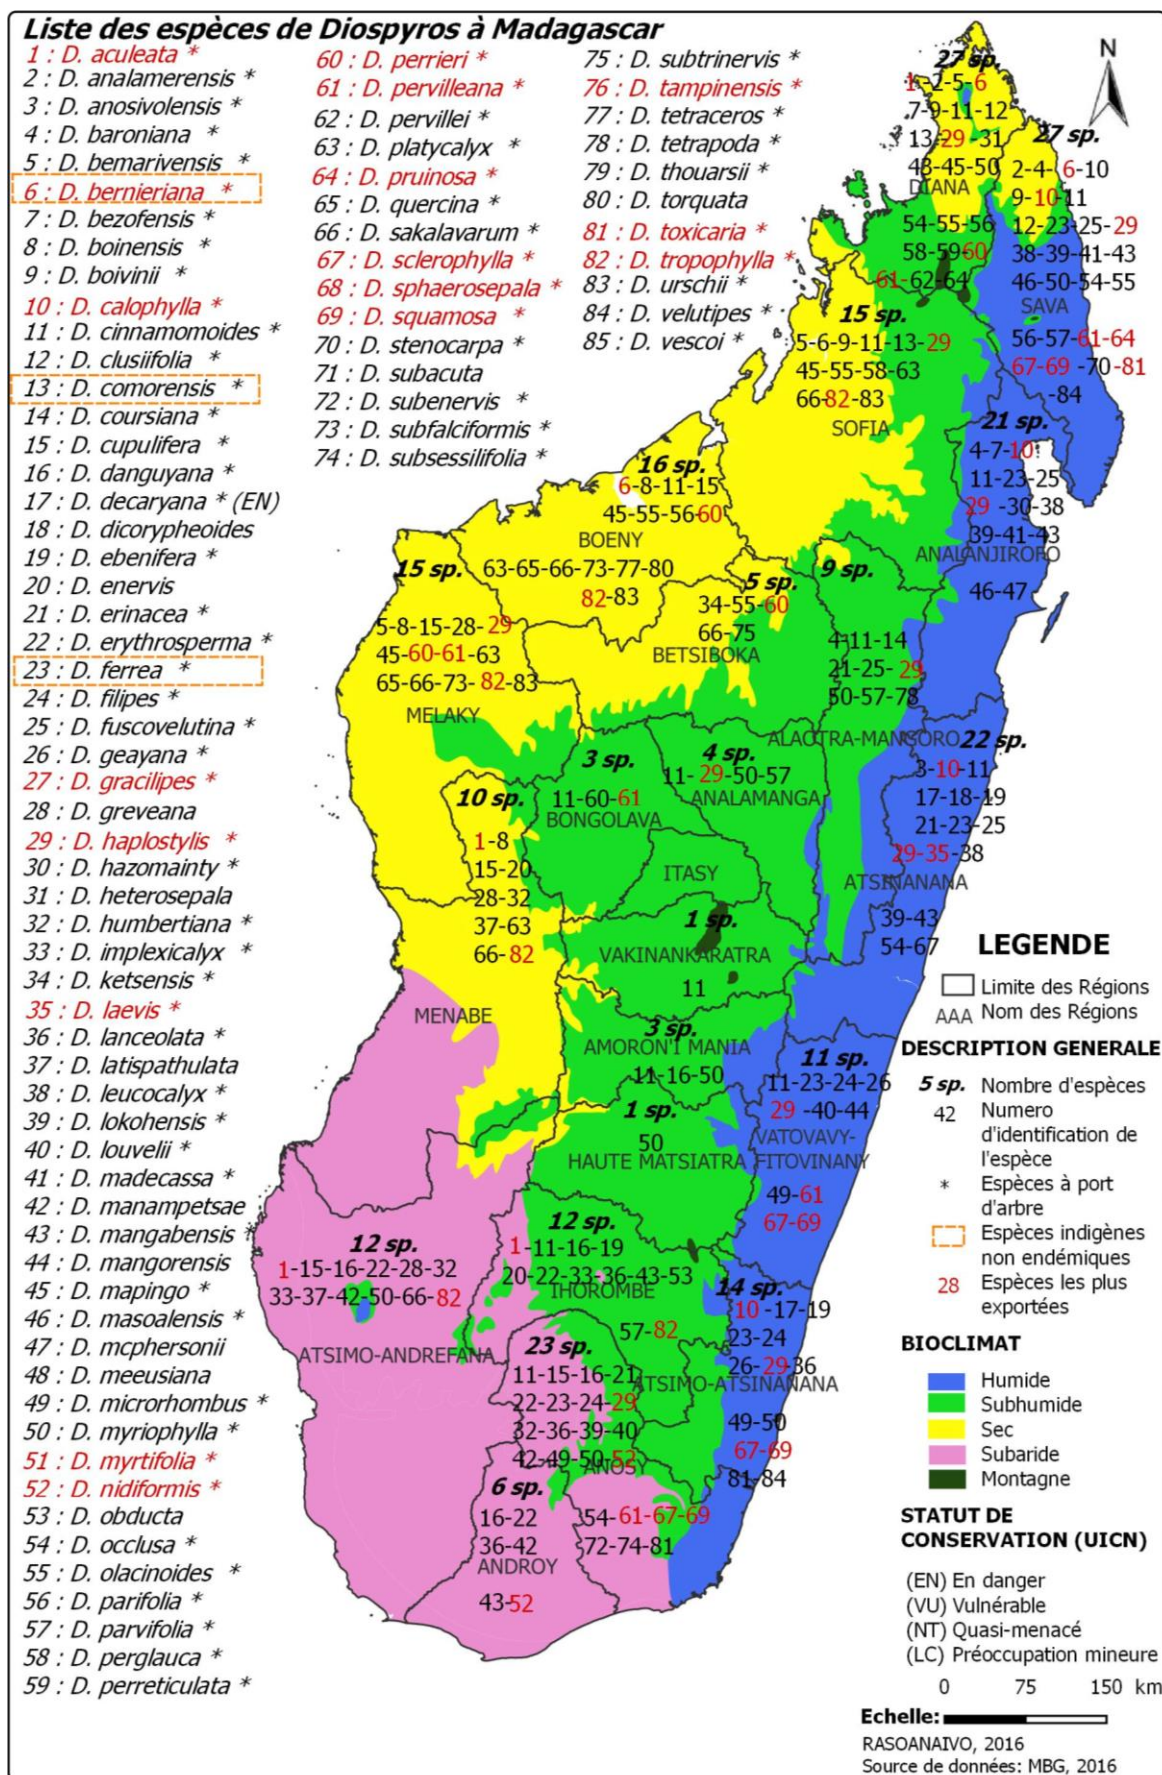 Liste des espèces de Diospyros à Madagascar
1 : D. aculeata *
2 : D. analamerensis *
3 : D. anosivolensis *
4 : D. baroniana *
5 : D. bemarivensis *
6 : D. bernieriana *
7 : D. bezofensis *
8 : D. boinensis *
9 : D. boivinii *
10 : D. calophylla *
11 : D. cinnamomoides *
12 : D. clusiifolia *
13 : D. comorensis *
14 : D. coursiana *
15 : D. cupulifera *
16 : D. danguyana *
17 : D. decaryana * (EN)
18 : D. dicorypheoides
19 : D. ebenifera *
20 : D. enervis
21 : D. erinacea *
22 : D. erythrosperma *
23 : D. ferrea *
24 : D. filipes *
25 : D. fuscovelutina *
26 : D. geayana *
27 : D. gracilipes *
28 : D. greveana
29 : D. haplostylis *
30 : D. hazomainty *
31 : D. heterosepala
32 : D. humbertiana *
33 : D. implexicalyx *
34 : D. ketsensis *
35 : D. laevis *
36 : D. lanceolata *
37 : D. latispathulata
38 : D. leucocalyx *
39 : D. lokohensis *
40 : D. louvelii *
41 : D. madecassa *
42 : D. manampetsae
43 : D. mangabensis *
44 : D. mangorensis
45 : D. mapingo *
46 : D. masoalensis *
47 : D. mcphersonii
48 : D. meeusiana
49 : D. microrhombus *
50 : D. myriophylla *
51 : D. myrtifolia *
52 : D. nidiformis *
53 : D. obducta
54 : D. occlusa *
55 : D. olacinoides *
56 : D. parifolia *
57 : D. parvifolia *
58 : D. perglauca *
59 : D. perreticulata *
60 : D. perrieri *
61 : D. pervilleana *
62 : D. pervillei *
63 : D. platycalyx *
64 : D. pruinosa *
65 : D. quercina *
66 : D. sakalavarum *
67 : D. sclerophylla *
68 : D. sphaerosepala *
69 : D. squamosa *
70 : D. stenocarpa *
71 : D. subacuta
72 : D. subenervis *
73 : D. subfalciformis *
74 : D. subsessilifolia *
75 : D. subtrinervis *
76 : D. tampinensis *
77 : D. tetraceros *
78 : D. tetrapoda *
79 : D. thouarsii *
80 : D. torquata
81 : D. toxicaria *
82 : D. tropophylla *
83 : D. urschii *
84 : D. velutipes *
85 : D. vescoi *
N
27 sp.
1-2-5-6
7-9-11-12
13-29-31
43-45-50
DIANA
54-55-56
58-59-60
61-62-64
27 sp.
2-4-6-10
9-10-11
12-23-25-29
38-39-41-43
46-50-54-55
SAVA
56-57-61-64
67-69-70-81
-84
15 sp.
5-6-9-11-13-29
45-55-58-63
66-82-83
SOFIA
21 sp.
4-7-10
11-23-25
29-30-38
39-41-43
ANALANJIROFO
46-47
16 sp.
6-8-11-15
45-55-56-60
BOENY
63-65-66-73-77-80
82-83
15 sp.
5-8-15-28-29
45-60-61-63
65-66-73-82-83
MELAKY
5 sp.
34-55-60
66-75
BETSIBOKA
9 sp.
4-11-14
21-25-29
50-57-78
ALAOTRA-MANGORO
22 sp.
3-10-11
17-18-19
21-23-25
29-35-38
ATSINANANA
39-43
54-67
3 sp.
11-60-61
BONGOLAVA
4 sp.
11-29-50-57
ANALAMANGA
ITASY
10 sp.
1-8
15-20
28-32
37-63
66-82
MENABE
1 sp.
VAKINANKARATRA
11
3 sp.
AMORON'I MANIA
11-16-50
1 sp.
50
HAUTE MATSIATRA
11 sp.
11-23-24-26
29-40-44
VATOVAVY-
FITOVINANY
49-61
67-69
12 sp.
1-15-16-22-28-32
33-37-42-50-66-82
ATSIMO-ANDREFANA
12 sp.
1-11-16-19
20-22-33-36-43-53
IHOROMBE
57-82
14 sp.
10-17-19
23-24
26-29-36
ATSIMO-ATSINANANA
49-50
67-69
81-84
23 sp.
11-15-16-21
22-23-24-29
32-36-39-40
42-49-50-52
ANOSY
54-61-67-69
72-74-81
6 sp.
16-22
36-42
ANDROY
43-52
LEGENDE
Limite des Régions
AAA Nom des Régions
DESCRIPTION GENERALE
5 sp. Nombre d'espèces
42 Numero
d'identification de
l'espèce
* Espèces à port
d'arbre
Espèces indigènes
non endémiques
28 Espèces les plus
exportées
BIOCLIMAT
Humide
Subhumide
Sec
Subaride
Montagne
STATUT DE
CONSERVATION (UICN)
(EN) En danger
(VU) Vulnérable
(NT) Quasi-menacé
(LC) Préoccupation mineure
0 75 150 km
Echelle:
RASOANAIVO, 2016
Source de données: MBG, 2016